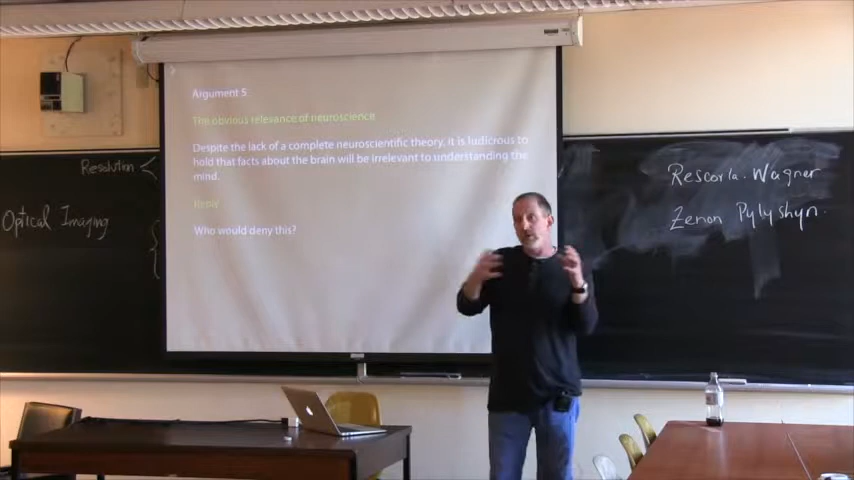 Argument 5
The obvious relevance of neuroscience
Despite the lack of a complete neuroscientific theory, it is ludicrous to
hold that facts about the brain will be irrelevant to understanding the
mind.
Reply
Who would deny this?
Resolution
Optical Imaging
Rescorla. Wagner
Zenon Pylyshyn.